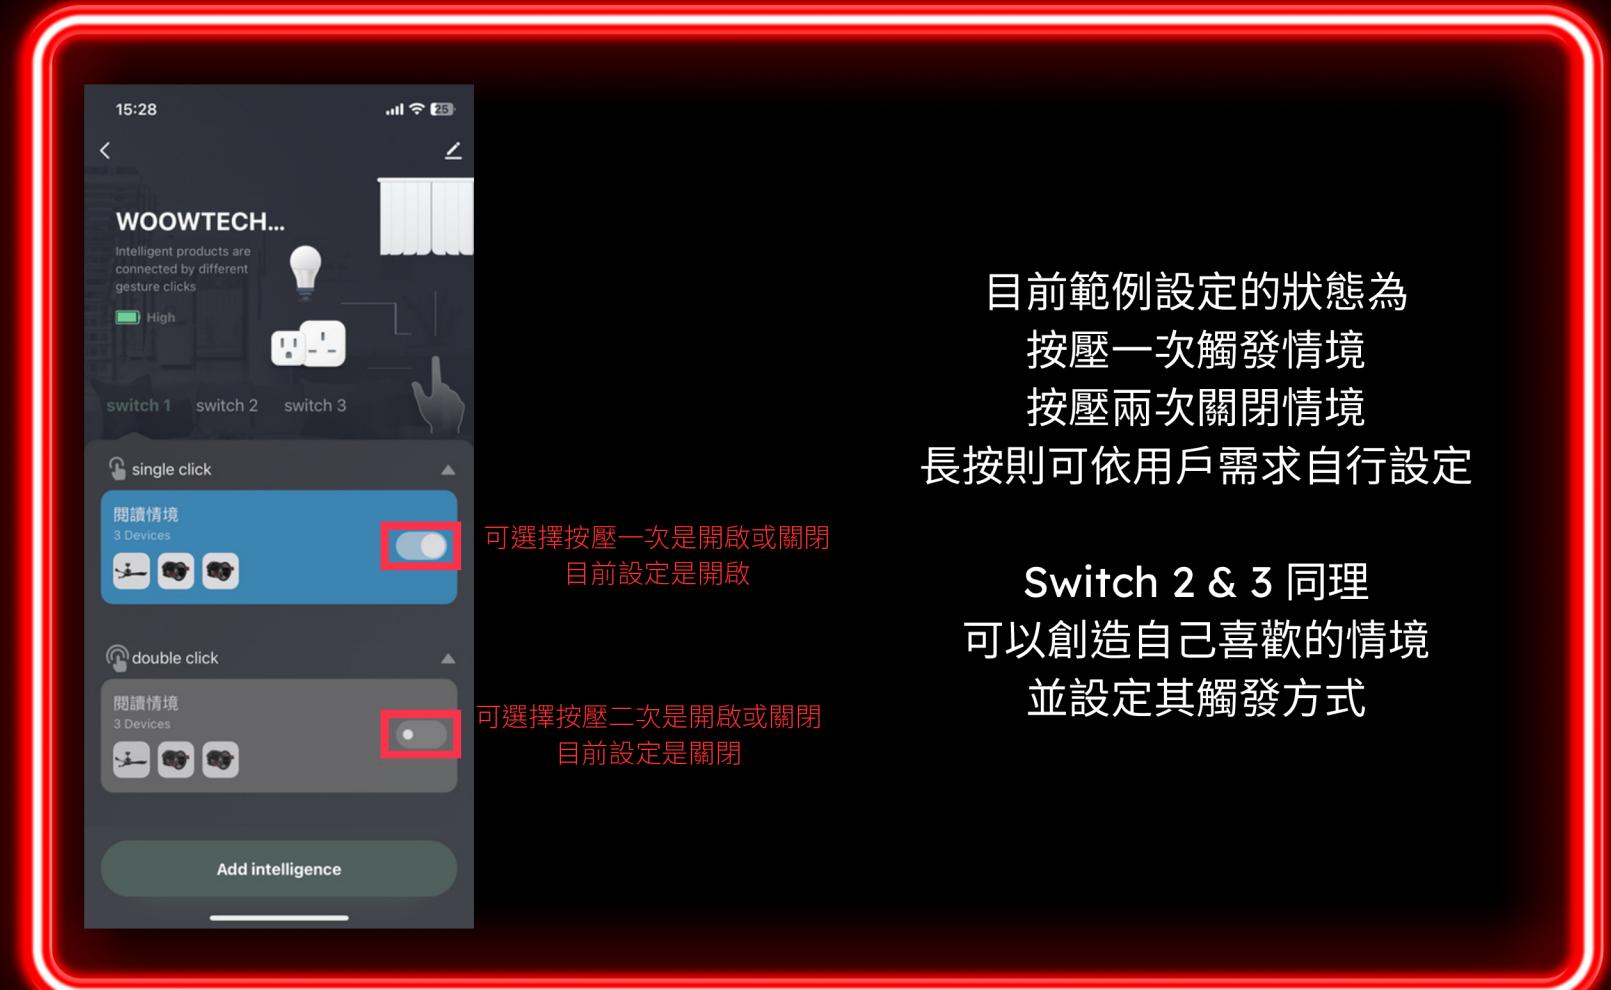 15:28
25
WOOWTECH...
Intelligent products are
connected by different
gesture clicks
High
switch 1 switch 2 switch 3
single click
閱讀情境
3 Devices
可選擇按壓一次是開啟或關閉
目前設定是開啟
double click
閱讀情境
3 Devices
可選擇按壓二次是開啟或關閉
目前設定是關閉
Add intelligence
目前範例設定的狀態為
按壓一次觸發情境
按壓兩次關閉情境
長按則可依用戶需求自行設定
Switch 2 & 3 同理
可以創造自己喜歡的情境
並設定其觸發方式